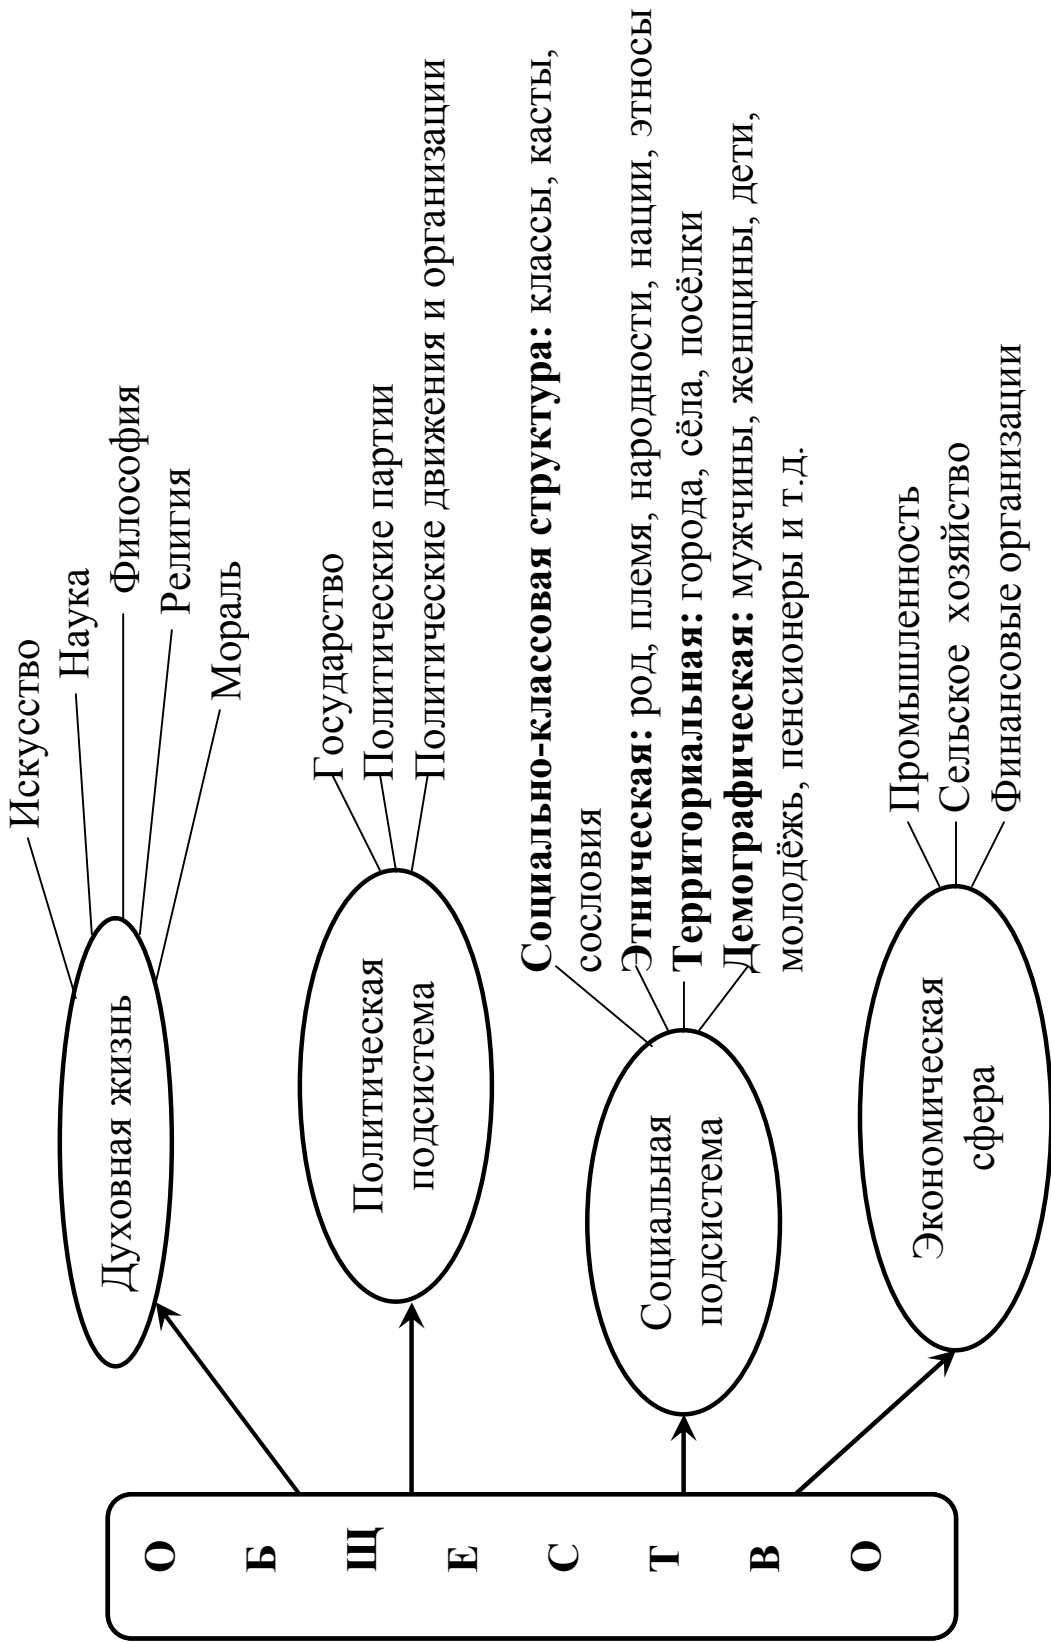 ОБЩЕСТВО
Духовная жизнь
Искусство
Наука
Философия
Религия
Мораль
Политическая
подсистема
Государство
Политические партии
Политические движения и организации
Социальная
подсистема
Социально-классовая структура: классы, касты,
сословия
Этническая: род, племя, народности, нации, этносы
Территориальная: города, сёла, посёлки
Демографическая: мужчины, женщины, дети,
молодёжь, пенсионеры и т.д.
Экономическая
сфера
Промышленность
Сельское хозяйство
Финансовые организации